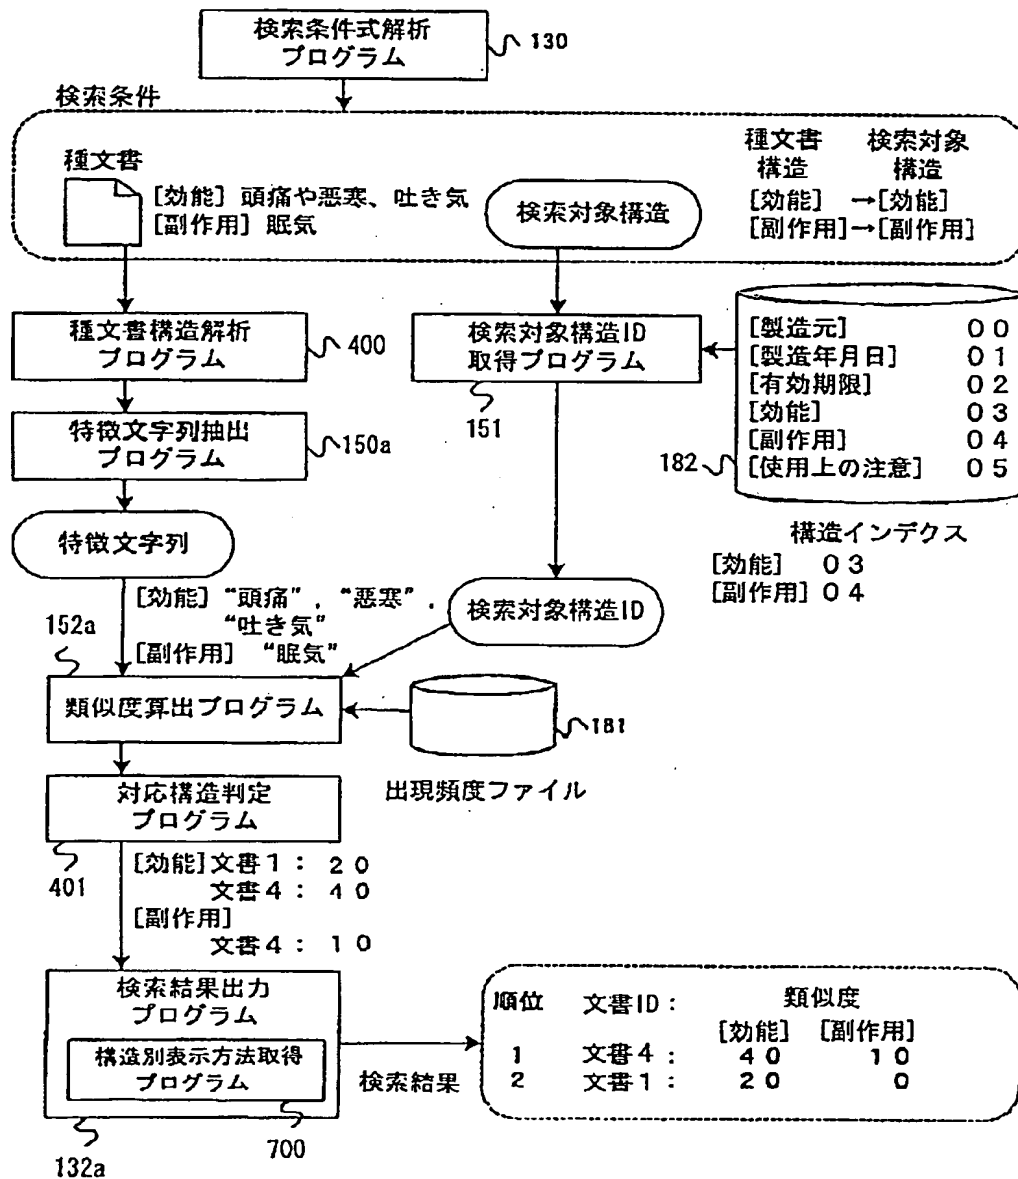 検索条件式解析
プログラム
130
検索条件
種文書
[効能] 頭痛や悪寒、吐き気
[副作用] 眠気
検索対象構造
種文書 検索対象
構造 構造
[効能] →[効能]
[副作用]→[副作用]
種文書構造解析
プログラム
400
検索対象構造ID
取得プログラム
151
[製造元] 00
[製造年月日] 01
[有効期限] 02
[効能] 03
[副作用] 04
[使用上の注意] 05
182
構造インデクス
特徴文字列抽出
プログラム
150a
特徴文字列
[効能] 03
[副作用] 04
[効能] “頭痛”, “悪寒”,
“吐き気”
[副作用] “眠気”
検索対象構造ID
152a
類似度算出プログラム
181
出現頻度ファイル
対応構造判定
プログラム
401
[効能]文書1: 20
文書4: 40
[副作用]
文書4: 10
検索結果出力
プログラム
構造別表示方法取得
プログラム
700
132a
検索結果
順位 文書ID: 類似度
[効能] [副作用]
1 文書4: 40 10
2 文書1: 20 0